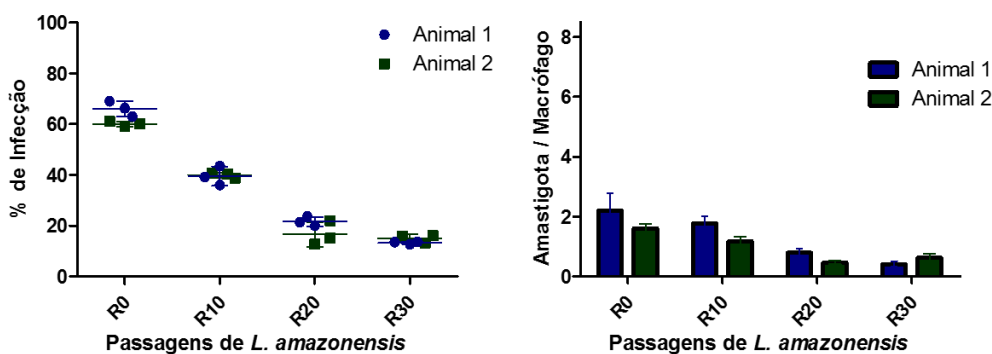 100
80
60
40
20
0
% de Infecção
Animal 1
Animal 2
R0
R10
R20
R30
Passagens de L. amazonensis
8
6
4
2
0
Amastigota / Macrófago
Animal 1
Animal 2
R0
R10
R20
R30
Passagens de L. amazonensis